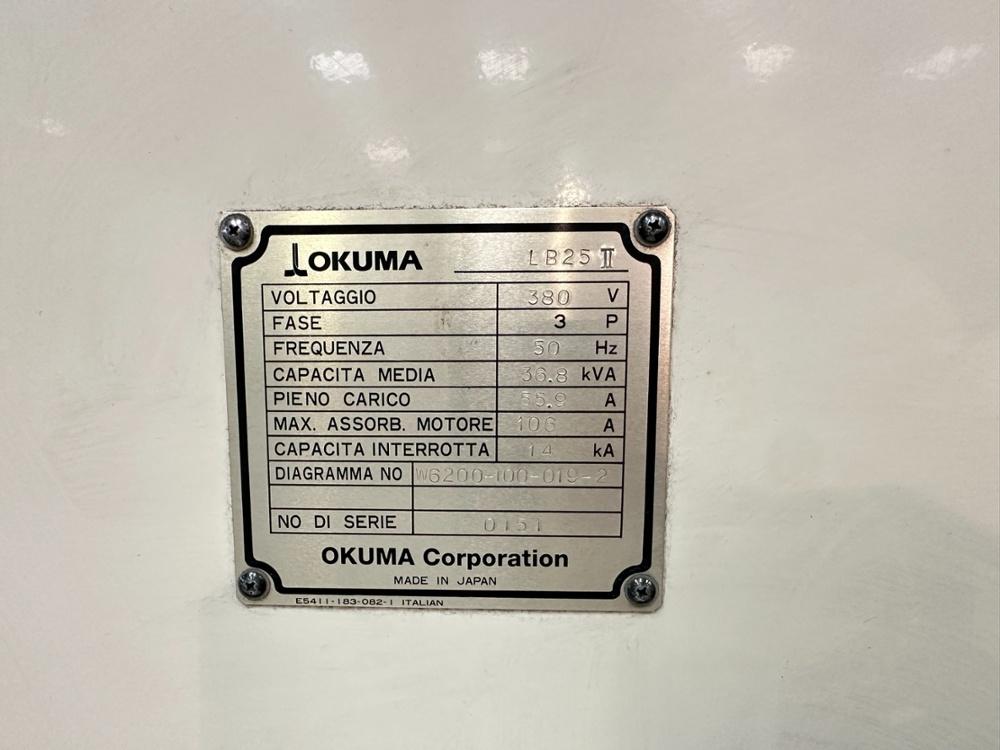 OKUMA LB25 II
VOLTAGGIO 380 V
FASE 3 P
FREQUENZA 50 Hz
CAPACITA MEDIA 36.8 kVA
PIENO CARICO A
MAX. ASSORB. MOTORE 106 A
CAPACITA INTERROTTA 14 kA
DIAGRAMMA NO W6200-100-019-2
NO DI SERIE 0151
OKUMA Corporation
MADE IN JAPAN
E5411-183-082-1 ITALIAN